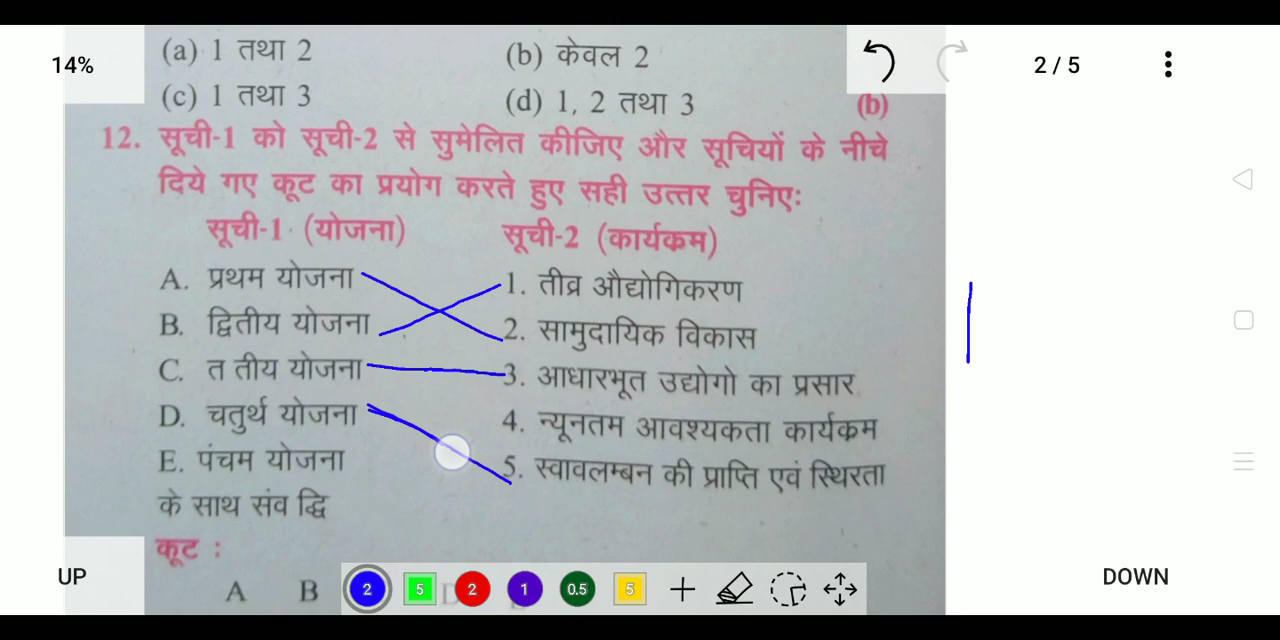 14%
2 / 5
(a) 1 तथा 2 (b) केवल 2
(c) 1 तथा 3 (d) 1, 2 तथा 3 (b)
12. सूची-1 को सूची-2 से सुमेलित कीजिए और सूचियों के नीचे
दिये गए कूट का प्रयोग करते हुए सही उत्तर चुनिएः
सूची-1 (योजना) सूची-2 (कार्यक्रम)
A. प्रथम योजना 1. तीव्र औद्योगिकरण
B. द्वितीय योजना 2. सामुदायिक विकास
C. त तीय योजना 3. आधारभूत उद्योगो का प्रसार
D. चतुर्थ योजना 4. न्यूनतम आवश्यकता कार्यक्रम
E. पंचम योजना 5. स्वावलम्बन की प्राप्ति एवं स्थिरता
के साथ संव द्धि
कूट :
A B D
UP
DOWN
2 5 2 1 0.5 5